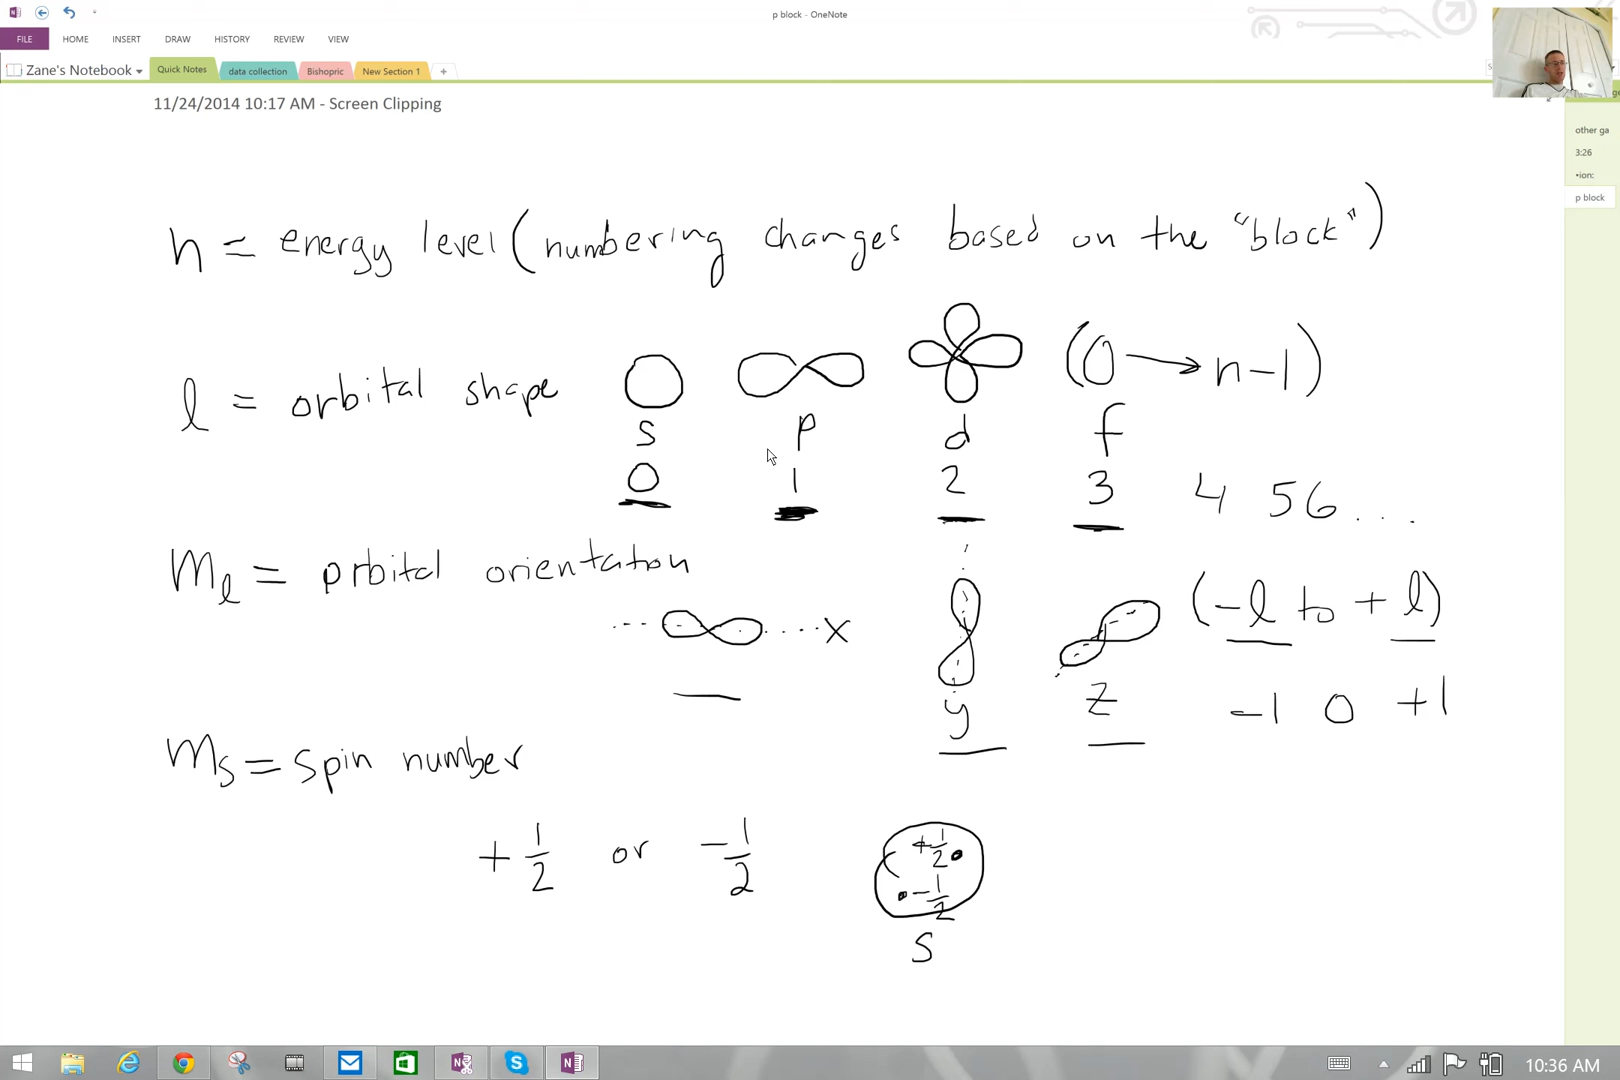 p block - OneNote
FILE HOME INSERT DRAW HISTORY REVIEW VIEW
Zane's Notebook Quick Notes data collection Bishopric New Section 1 +
11/24/2014 10:17 AM - Screen Clipping
other ga
3:26
•ion:
p block
n = energy level (numbering changes based on the "block")
l = orbital shape (0 → n-1)
s p d f
0 1 2 3 4 5 6 ...
Ml = orbital orientation (-l to + l)
x
y z -1 0 +1
Ms = spin number
+ 1/2 or - 1/2
+ 1/2
- 1/2
S
10:36 AM